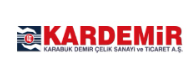 KARDEMİR
KARABÜK DEMİR ÇELİK SANAYİ ve TİCARET A.Ş.